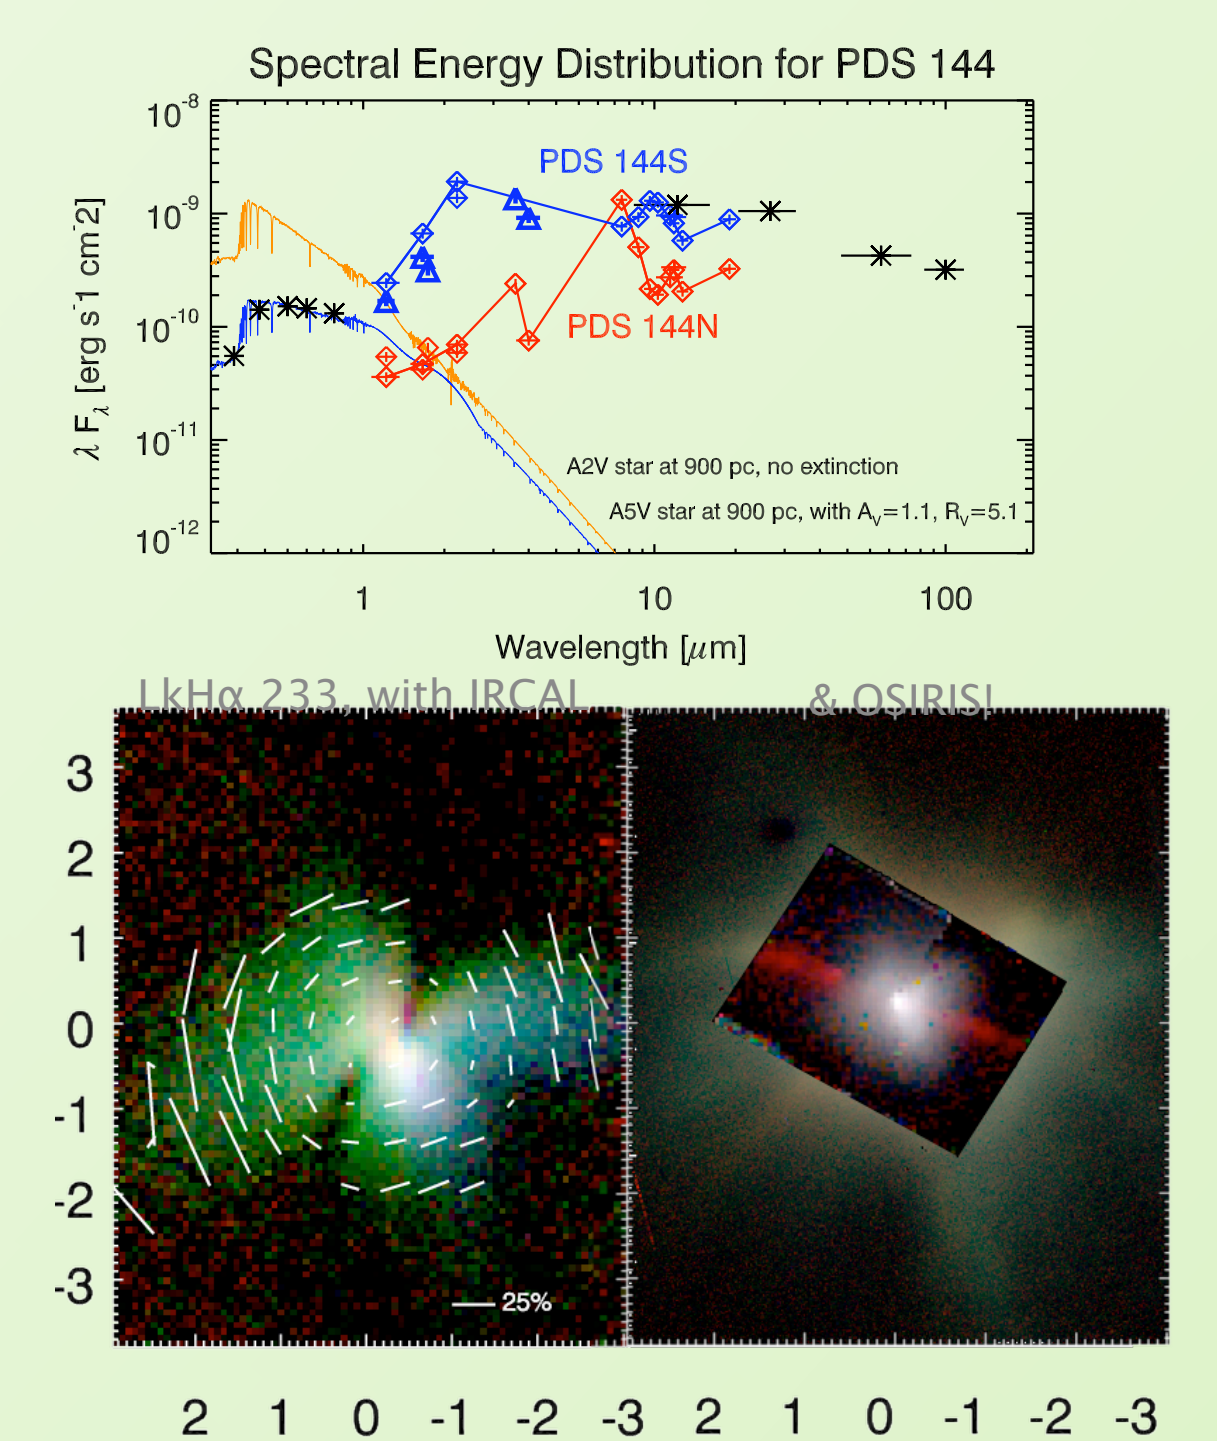 Spectral Energy Distribution for PDS 144
10-8
10-9
10-10
10-11
10-12
λ Fλ [erg s-1 cm-2]
PDS 144S
PDS 144N
A2V star at 900 pc, no extinction
A5V star at 900 pc, with AV=1.1, RV=5.1
1 10 100
Wavelength [μm]
LkHα 233, with IRCAL & OSIRIS!
3
2
1
0
-1
-2
-3
25%
2 1 0 -1 -2 -3 2 1 0 -1 -2 -3